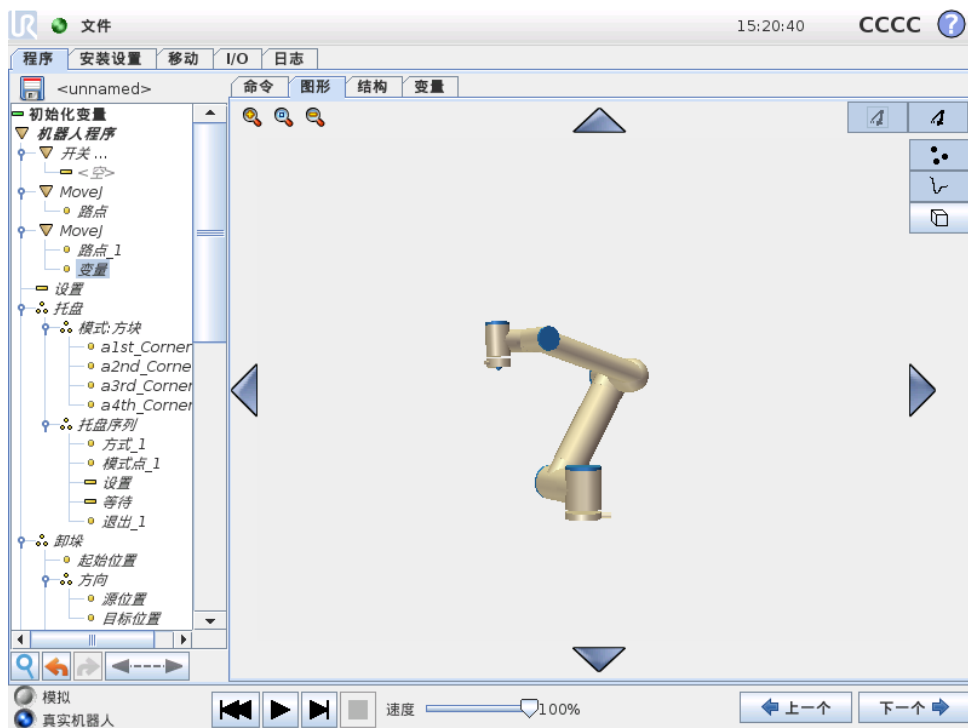 UR 文件 15:20:40 CCCC ?
程序 安装设置 移动 I/O 日志
<unnamed>
命令 图形 结构 变量
初始化变量
机器人程序
开关 ...
<空>
MoveJ
路点
MoveJ
路点_1
变量
设置
托盘
模式:方块
a1st_Corner
a2nd_Corne
a3rd_Corner
a4th_Corner
托盘序列
方式_1
模式点_1
设置
等待
退出_1
卸垛
起始位置
方向
源位置
目标位置
模拟
真实机器人
速度 100%
上一个 下一个